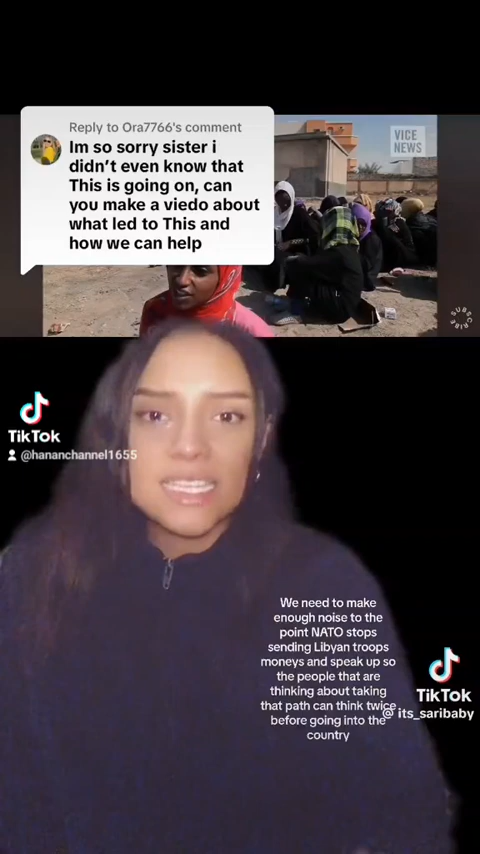 Reply to Ora7766's comment
Im so sorry sister i
didn't even know that
This is going on, can
you make a viedo about
what led to This and
how we can help
VICE
NEWS
SUBSCRIBE
TikTok
@hananchannel1655
We need to make
enough noise to the
point NATO stops
sending Libyan troops
moneys and speak up so
the people that are
thinking about taking
that path can think twice
before going into the
country
TikTok
@its_saribaby